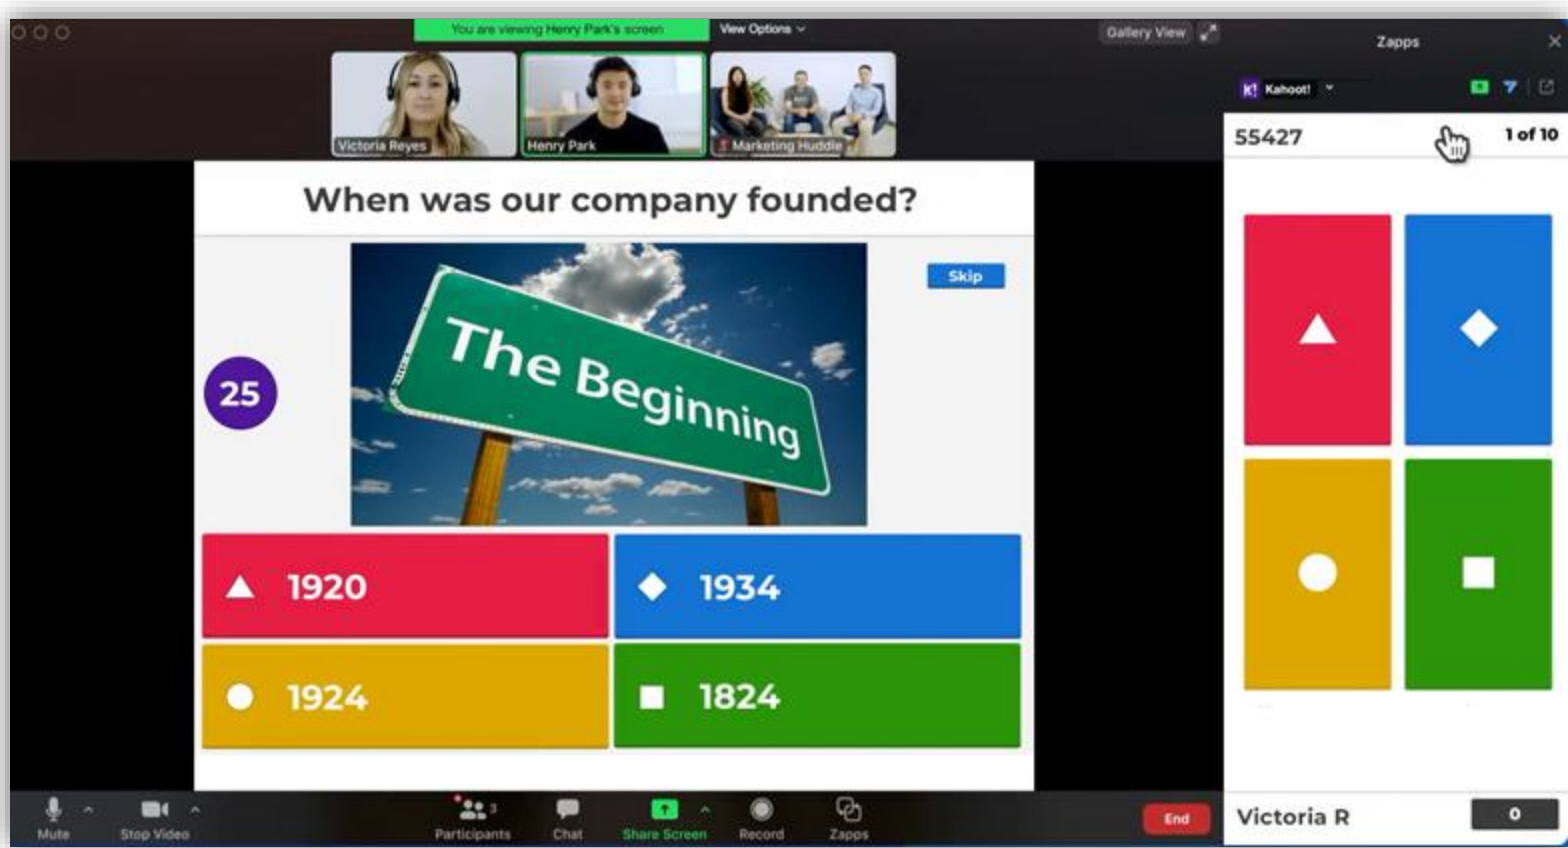 You are viewing Henry Park's screen
View Options
Gallery View
Zapps
Victoria Reyes
Henry Park
Marketing Huddle
K! Kahoot!
55427
1 of 10
When was our company founded?
Skip
The Beginning
25
1920
1934
1924
1824
Mute
Stop Video
3
Participants
Chat
Share Screen
Record
Zapps
End
Victoria R
0